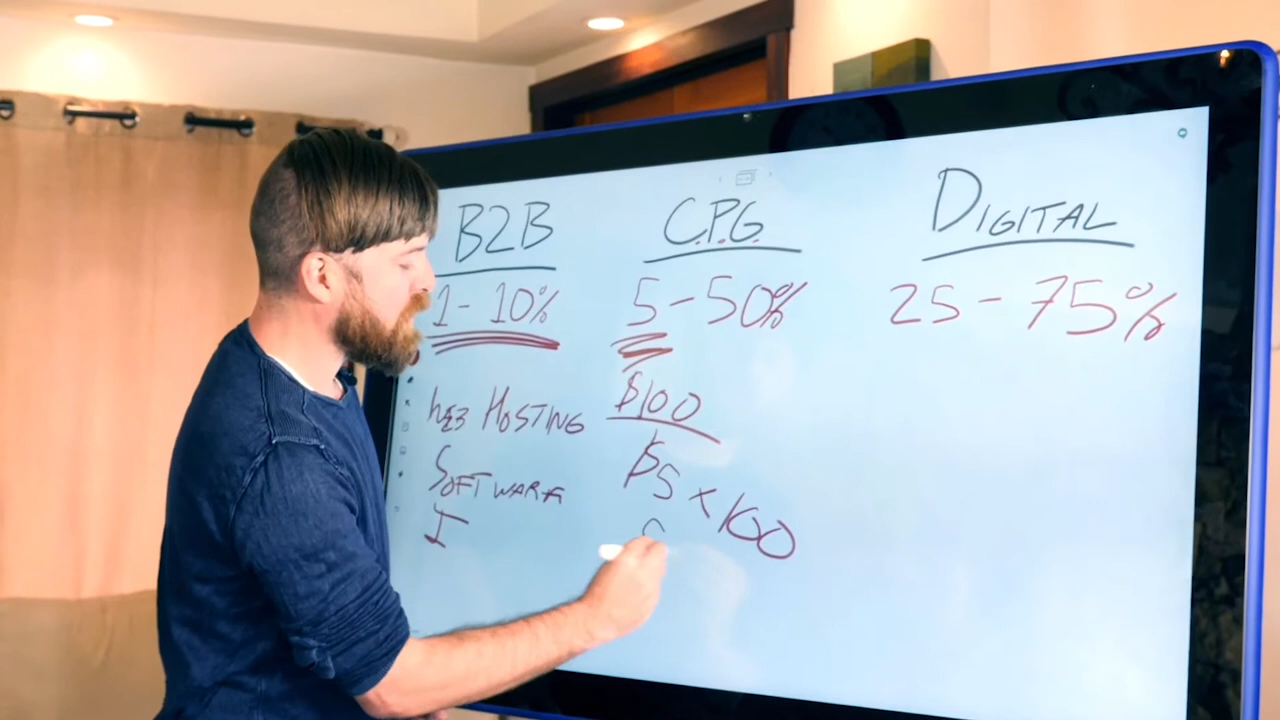 B2B
1-10%
WEB HOSTING
SOFTWARE
I
C.P.G.
5-50%
$100
$5 x 100
DIGITAL
25-75%